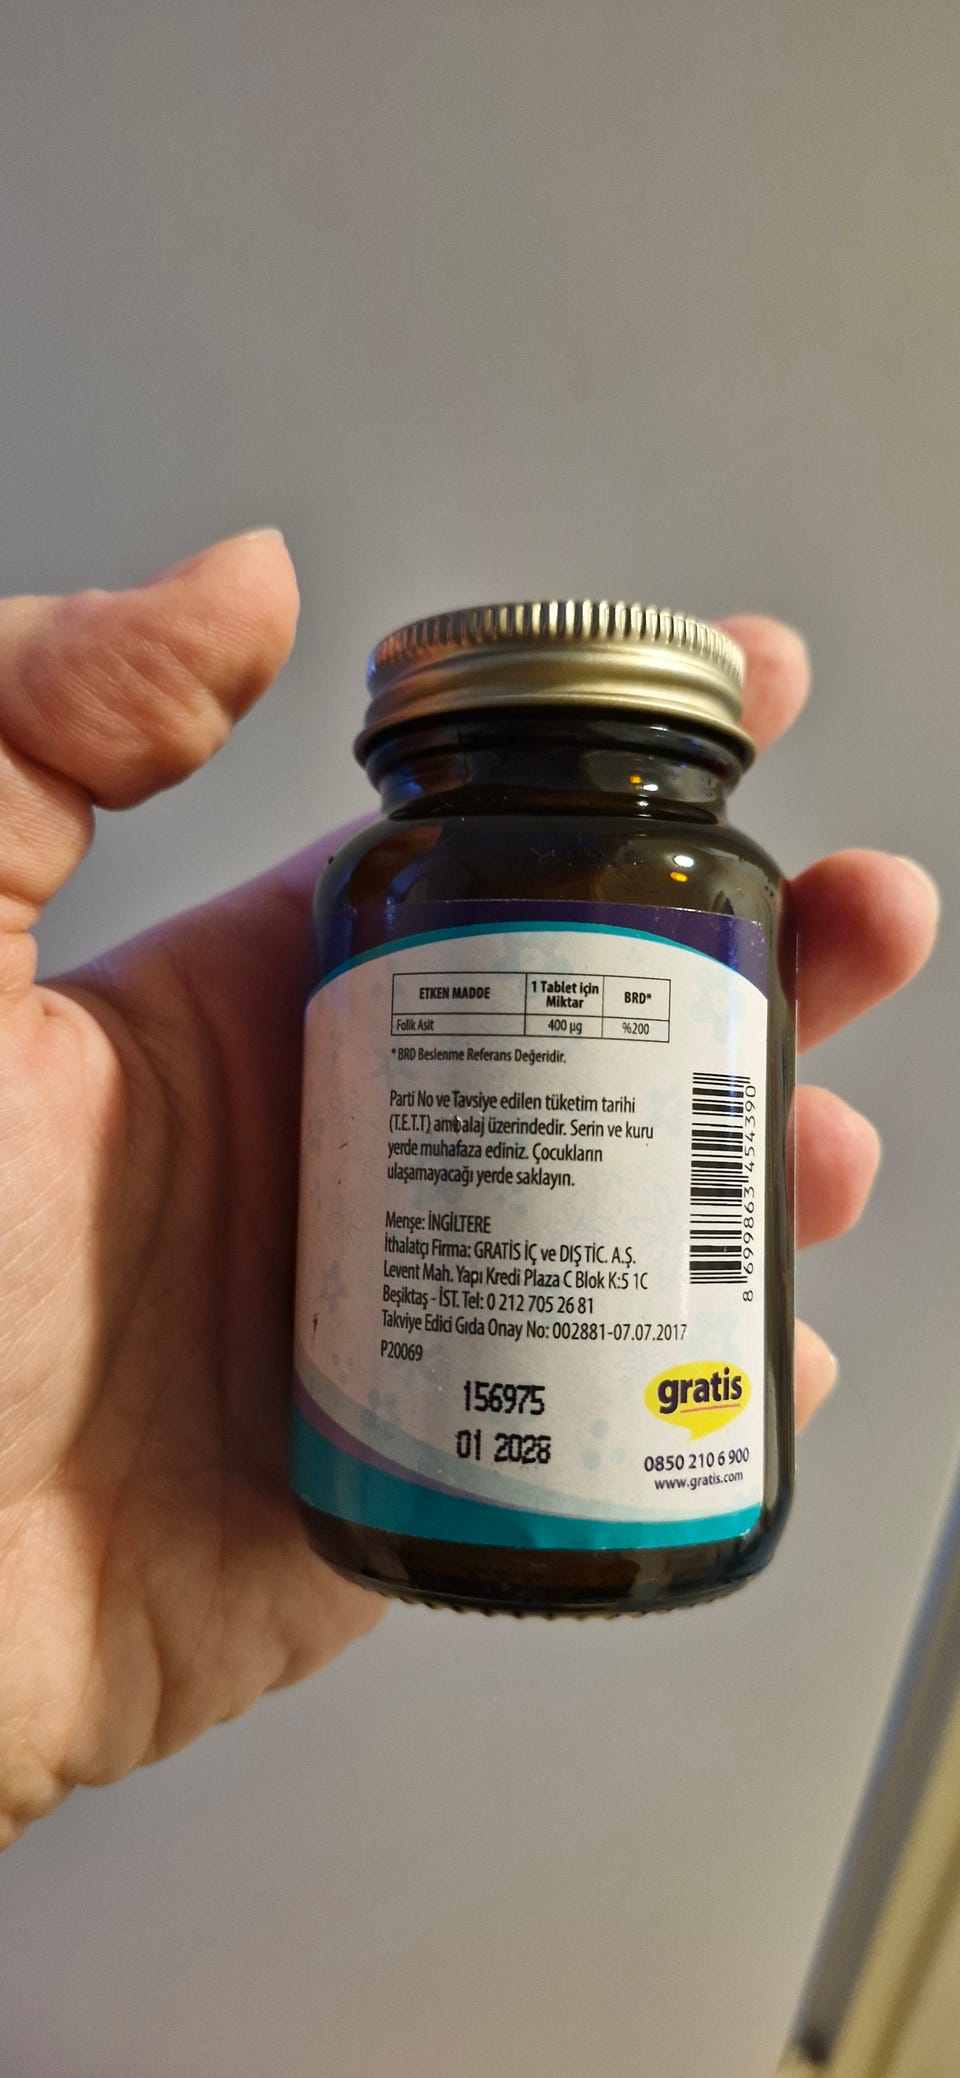 ETKEN MADDE 1 Tablet için Miktar BRD*
Folik Asit 400 µg %200
* BRD Beslenme Referans Değeridir.
Parti No ve Tavsiye edilen tüketim tarihi
(T.E.T.T) ambalaj üzerindedir. Serin ve kuru
yerde muhafaza ediniz. Çocukların
ulaşamayacağı yerde saklayın.
Menşe: İNGİLTERE
İthalatçı Firma: GRATİS İÇ ve DIŞ TİC. A.Ş.
Levent Mah. Yapı Kredi Plaza C Blok K:5 1C
Beşiktaş - İST. Tel: 0 212 705 26 81
Takviye Edici Gıda Onay No: 002881-07.07.2017
P20069
156975
01 2028
8 699863 454390
gratis
0850 210 6 900
www.gratis.com